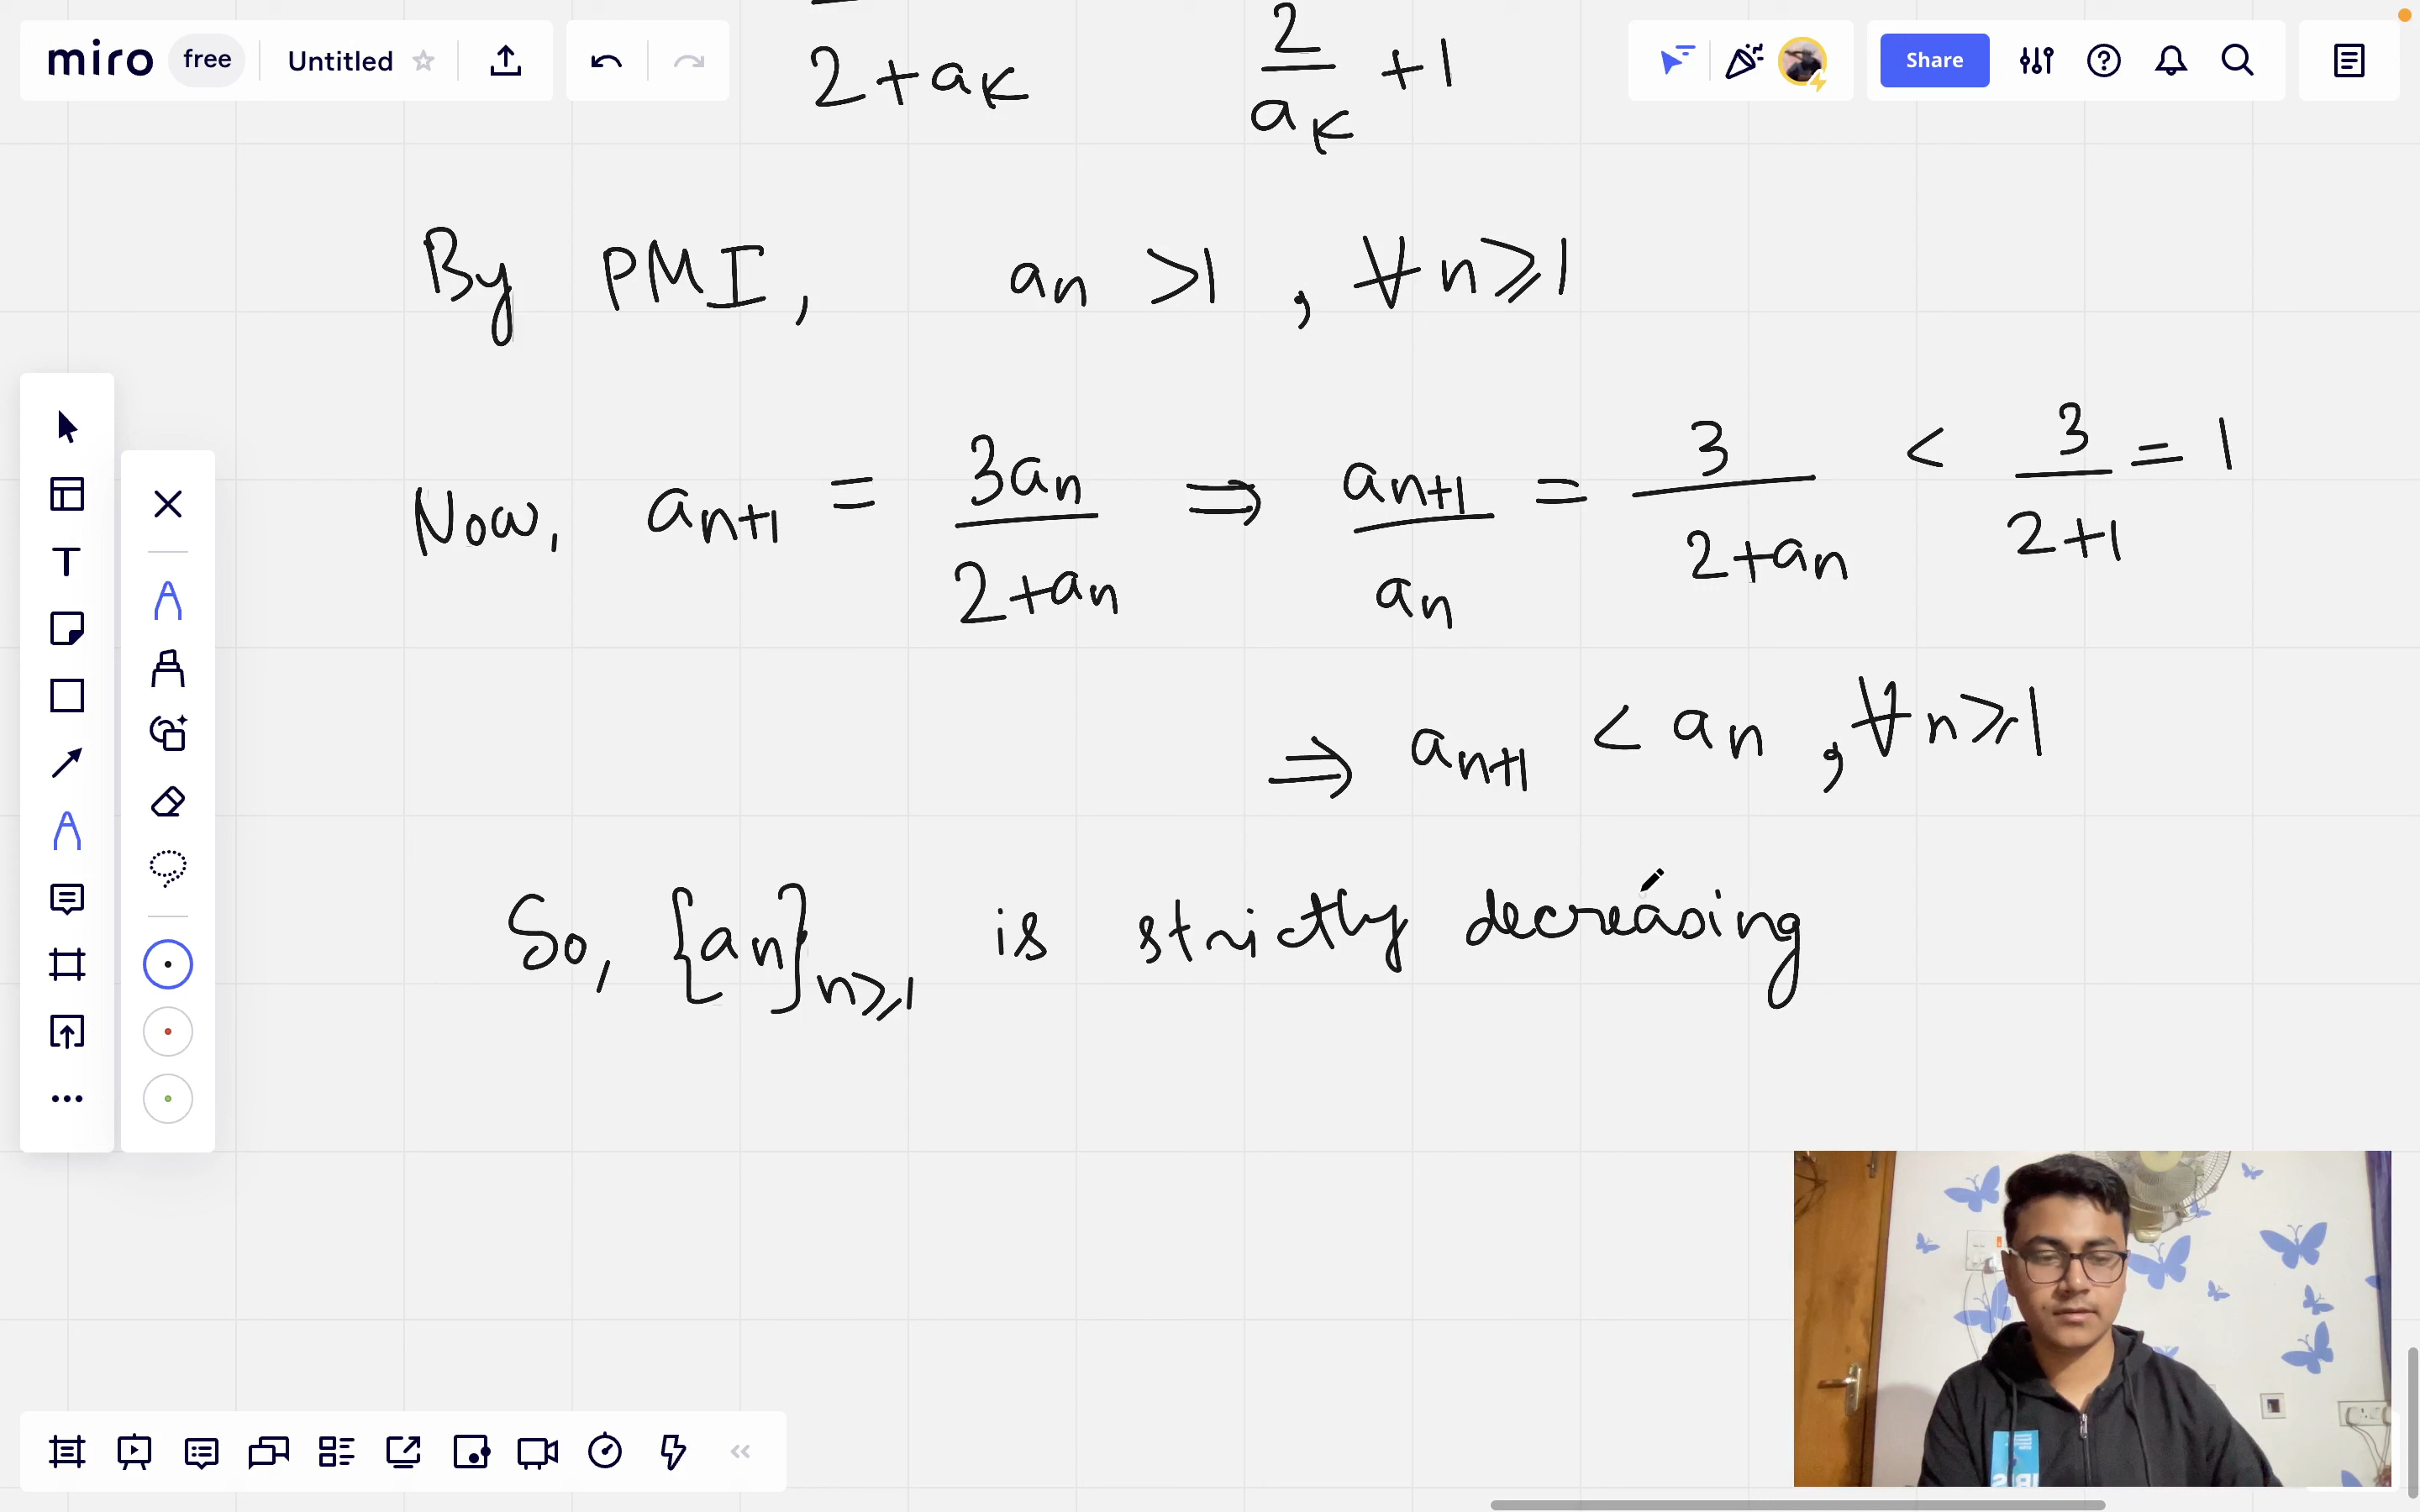 miro free Untitled Share
2+aₖ 2/aₖ +1
By PMI, aₙ >1 , ∀ n⩾1
Now, aₙ₊₁ = 3aₙ/2+aₙ ⇒ aₙ₊₁/aₙ = 3/2+aₙ < 3/2+1 = 1
⇒ aₙ₊₁ < aₙ , ∀ n⩾1
So, {aₙ}ₙ⩾₁ is strictly decreasing